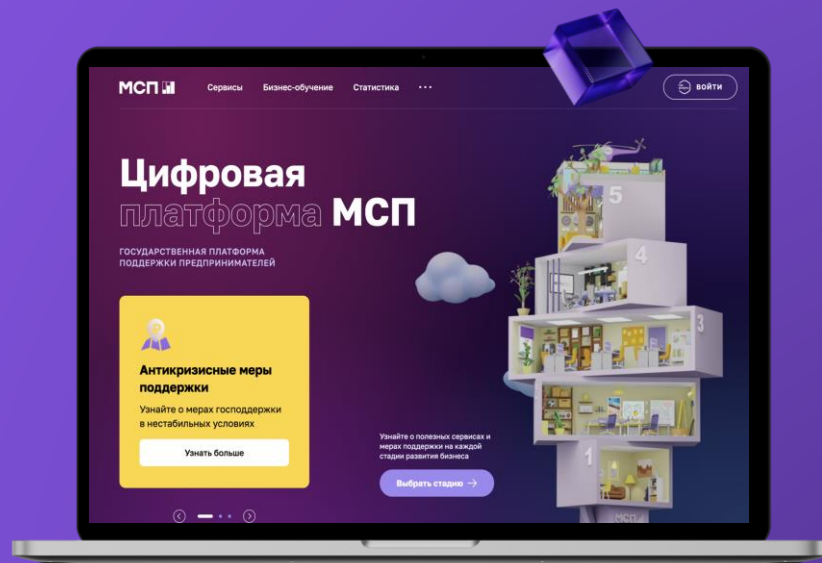 МСП
Сервисы
Бизнес-обучение
Статистика
ВОЙТИ
Цифровая
платформа МСП
ГОСУДАРСТВЕННАЯ ПЛАТФОРМА
ПОДДЕРЖКИ ПРЕДПРИНИМАТЕЛЕЙ
5
4
3
1
Антикризисные меры
поддержки
Узнайте о мерах господдержки
в нестабильных условиях
Узнать больше
Узнайте о полезных сервисах и
мерах поддержки на каждой
стадии развития бизнеса
Выбрать стадию →
МСП